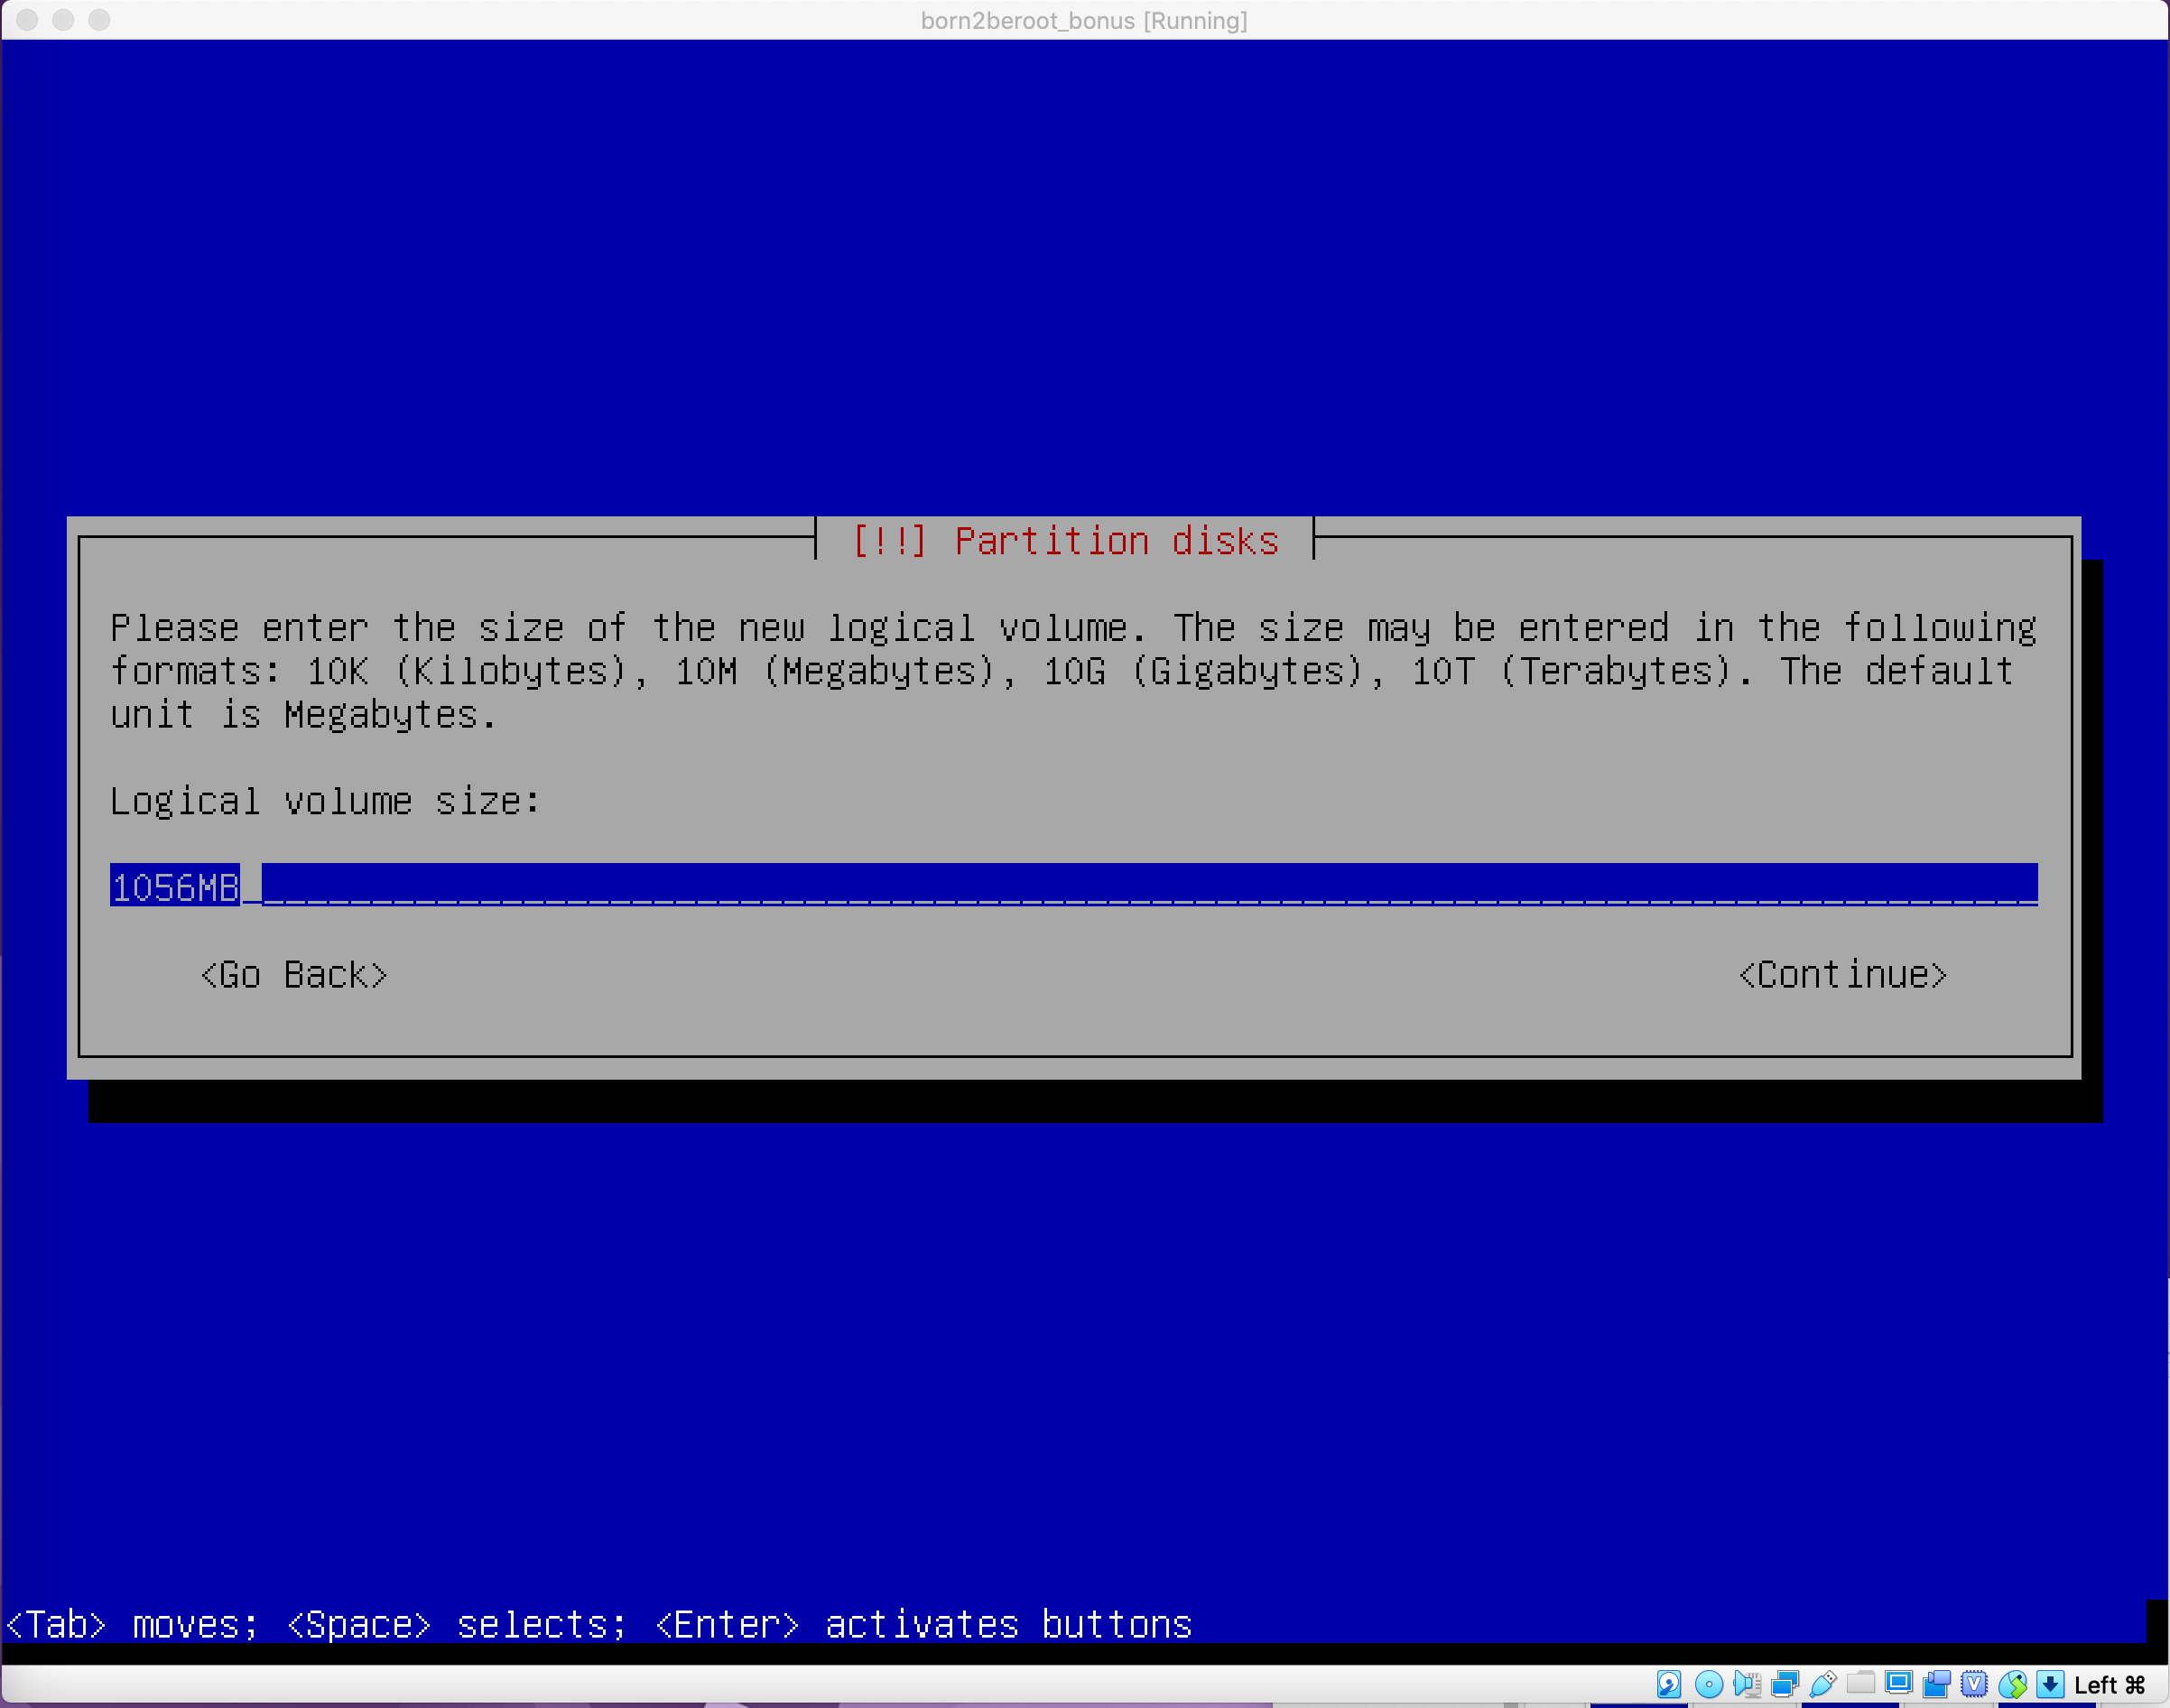 born2beroot_bonus [Running]
[!!] Partition disks
Please enter the size of the new logical volume. The size may be entered in the following
formats: 10K (Kilobytes), 10M (Megabytes), 10G (Gigabytes), 10T (Terabytes). The default
unit is Megabytes.
Logical volume size:
1056MB
<Go Back> <Continue>
<Tab> moves; <Space> selects; <Enter> activates buttons
Left ⌘